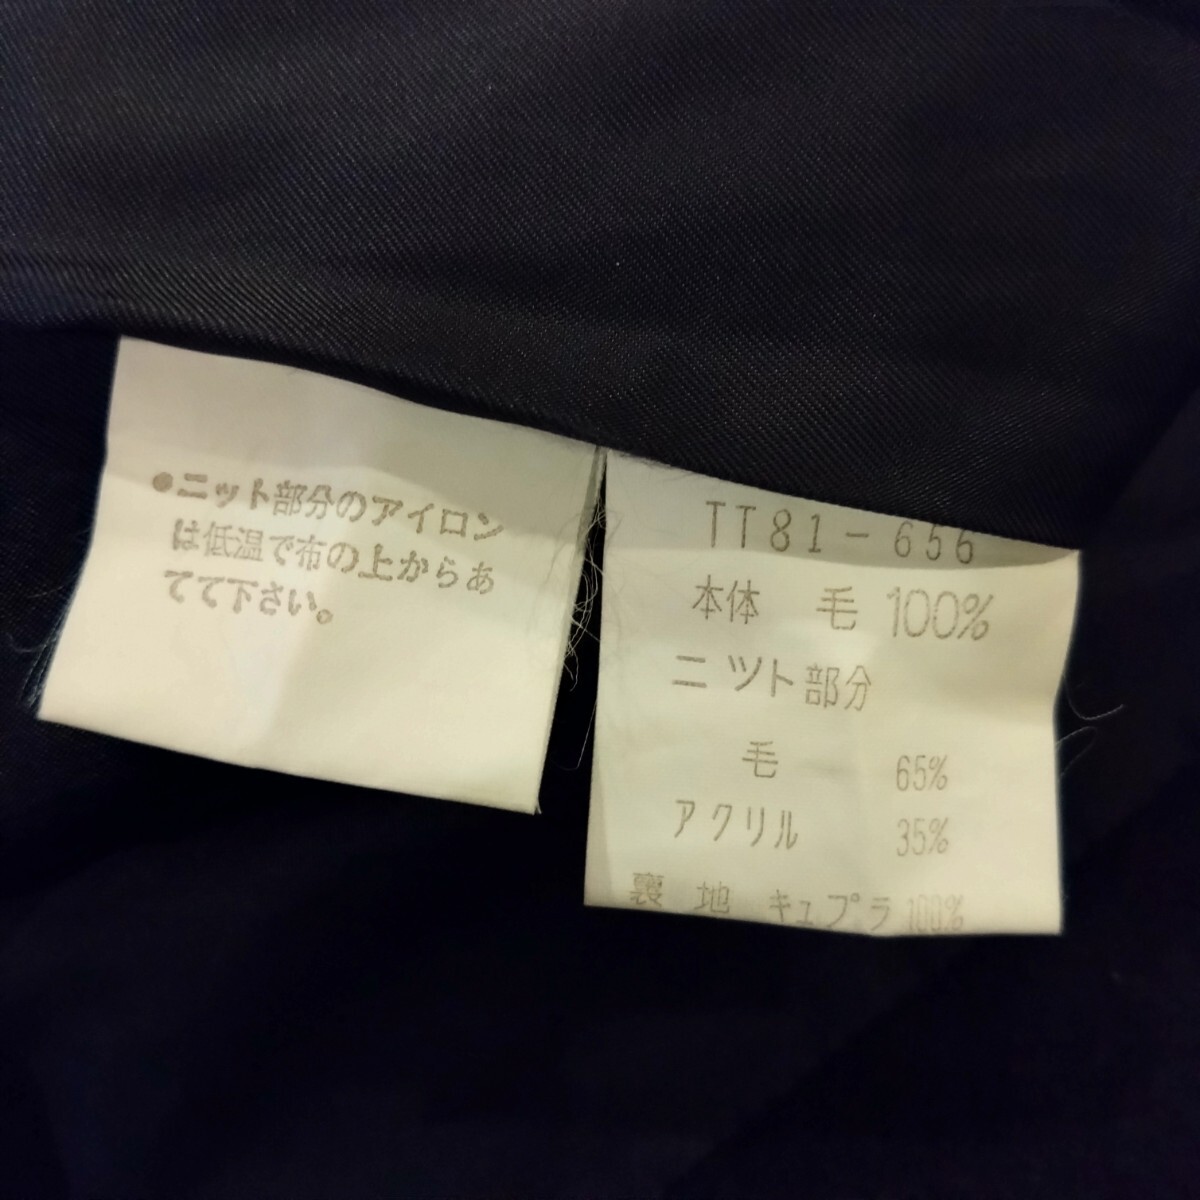 ●ニット部分のアイロン
は低温で布の上からあ
てて下さい。
TT81-656
本体 毛 100%
ニツト部分
毛 65%
アクリル 35%
裏地 キュプラ 100%